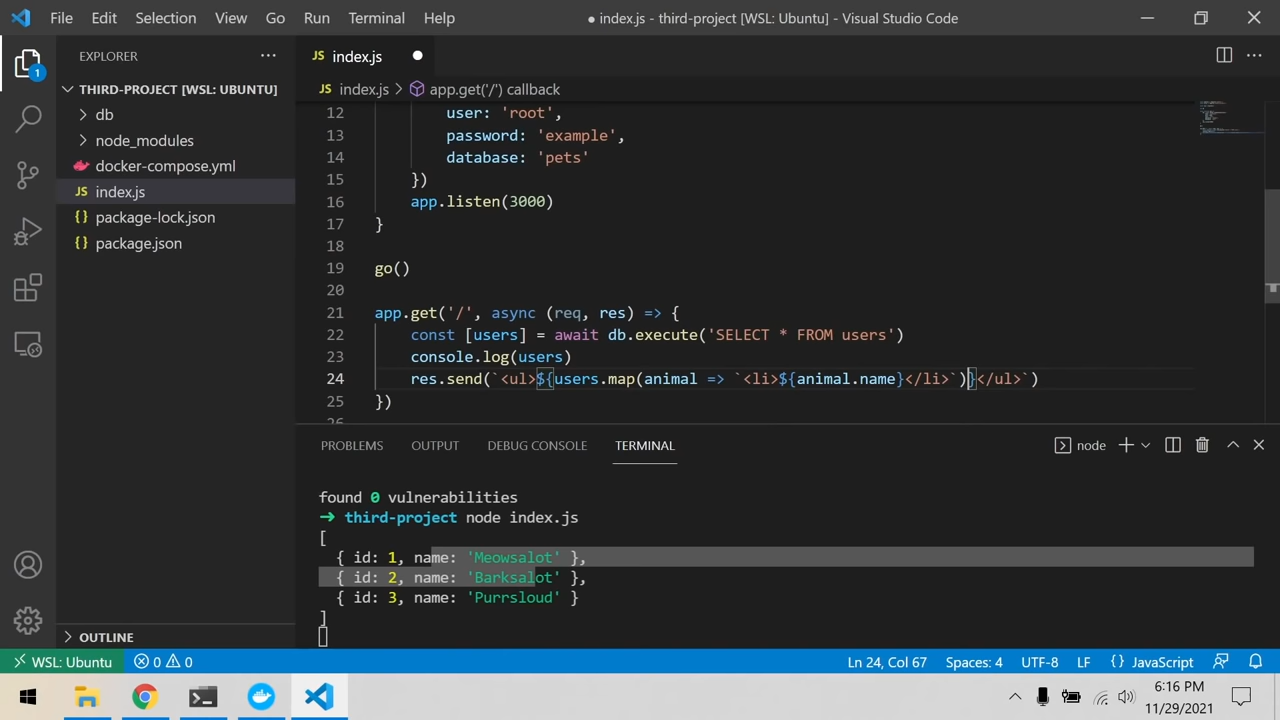 File Edit Selection View Go Run Terminal Help ● index.js - third-project [WSL: Ubuntu] - Visual Studio Code
EXPLORER ···
JS index.js ●
THIRD-PROJECT [WSL: UBUNTU]
db
node_modules
docker-compose.yml
JS index.js
{} package-lock.json
{} package.json
OUTLINE
JS index.js > app.get('/') callback
12 user: 'root',
13 password: 'example',
14 database: 'pets'
15 })
16 app.listen(3000)
17 }
18
19 go()
20
21 app.get('/', async (req, res) => {
22 const [users] = await db.execute('SELECT * FROM users')
23 console.log(users)
24 res.send(`<ul>${users.map(animal => `<li>${animal.name}</li>`)}</ul>`)
25 })
26
PROBLEMS OUTPUT DEBUG CONSOLE TERMINAL node
found 0 vulnerabilities
→ third-project node index.js
[
{ id: 1, name: 'Meowsalot' },
{ id: 2, name: 'Barksalot' },
{ id: 3, name: 'Purrsloud' }
]
WSL: Ubuntu 0 0 Ln 24, Col 67 Spaces: 4 UTF-8 LF {} JavaScript
6:16 PM
11/29/2021
1